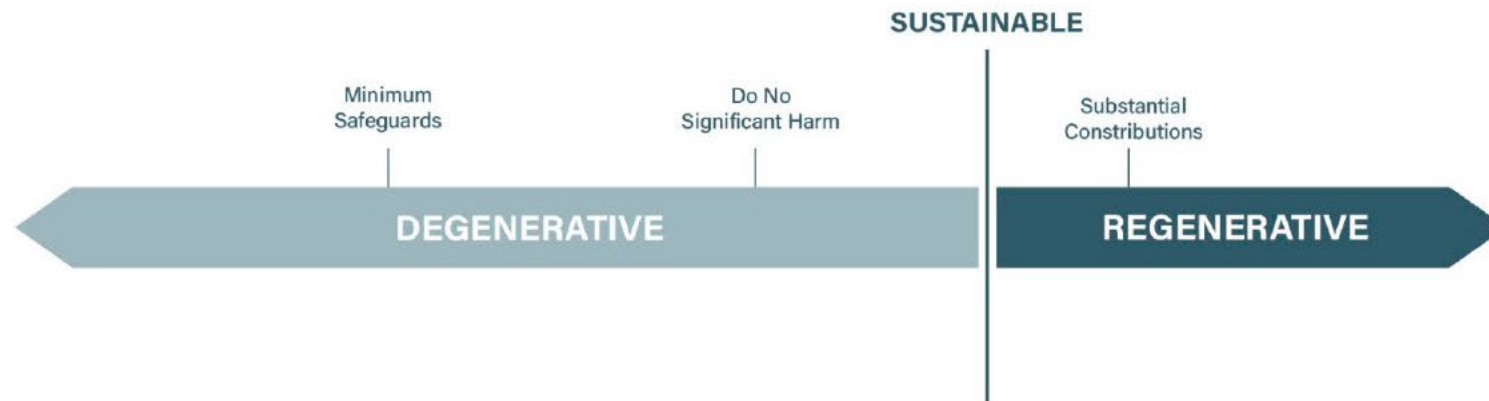 SUSTAINABLE
Minimum
Safeguards
Do No
Significant Harm
Substantial
Constributions
DEGENERATIVE
REGENERATIVE